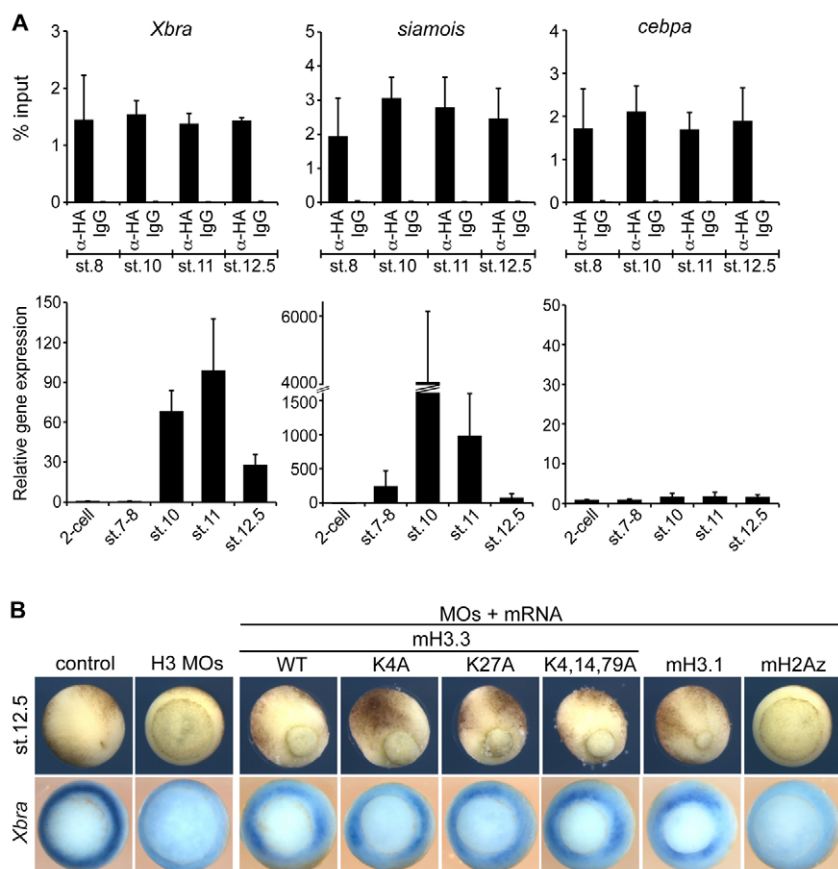 A
Xbra siamois cebpa
% input
3
2
1
0
5
4
3
2
1
0
4
3
2
1
0
α-HA IgG α-HA IgG α-HA IgG α-HA IgG
α-HA IgG α-HA IgG α-HA IgG α-HA IgG
α-HA IgG α-HA IgG α-HA IgG α-HA IgG
st.8 st.10 st.11 st.12.5
st.8 st.10 st.11 st.12.5
st.8 st.10 st.11 st.12.5
Relative gene expression
150
120
90
60
30
0
6000
4000
1500
1000
500
0
50
40
30
20
10
0
2-cell st.7-8 st.10 st.11 st.12.5
2-cell st.7-8 st.10 st.11 st.12.5
2-cell st.7-8 st.10 st.11 st.12.5
B
MOs + mRNA
mH3.3
control H3 MOs WT K4A K27A K4,14,79A mH3.1 mH2Az
st.12.5
Xbra